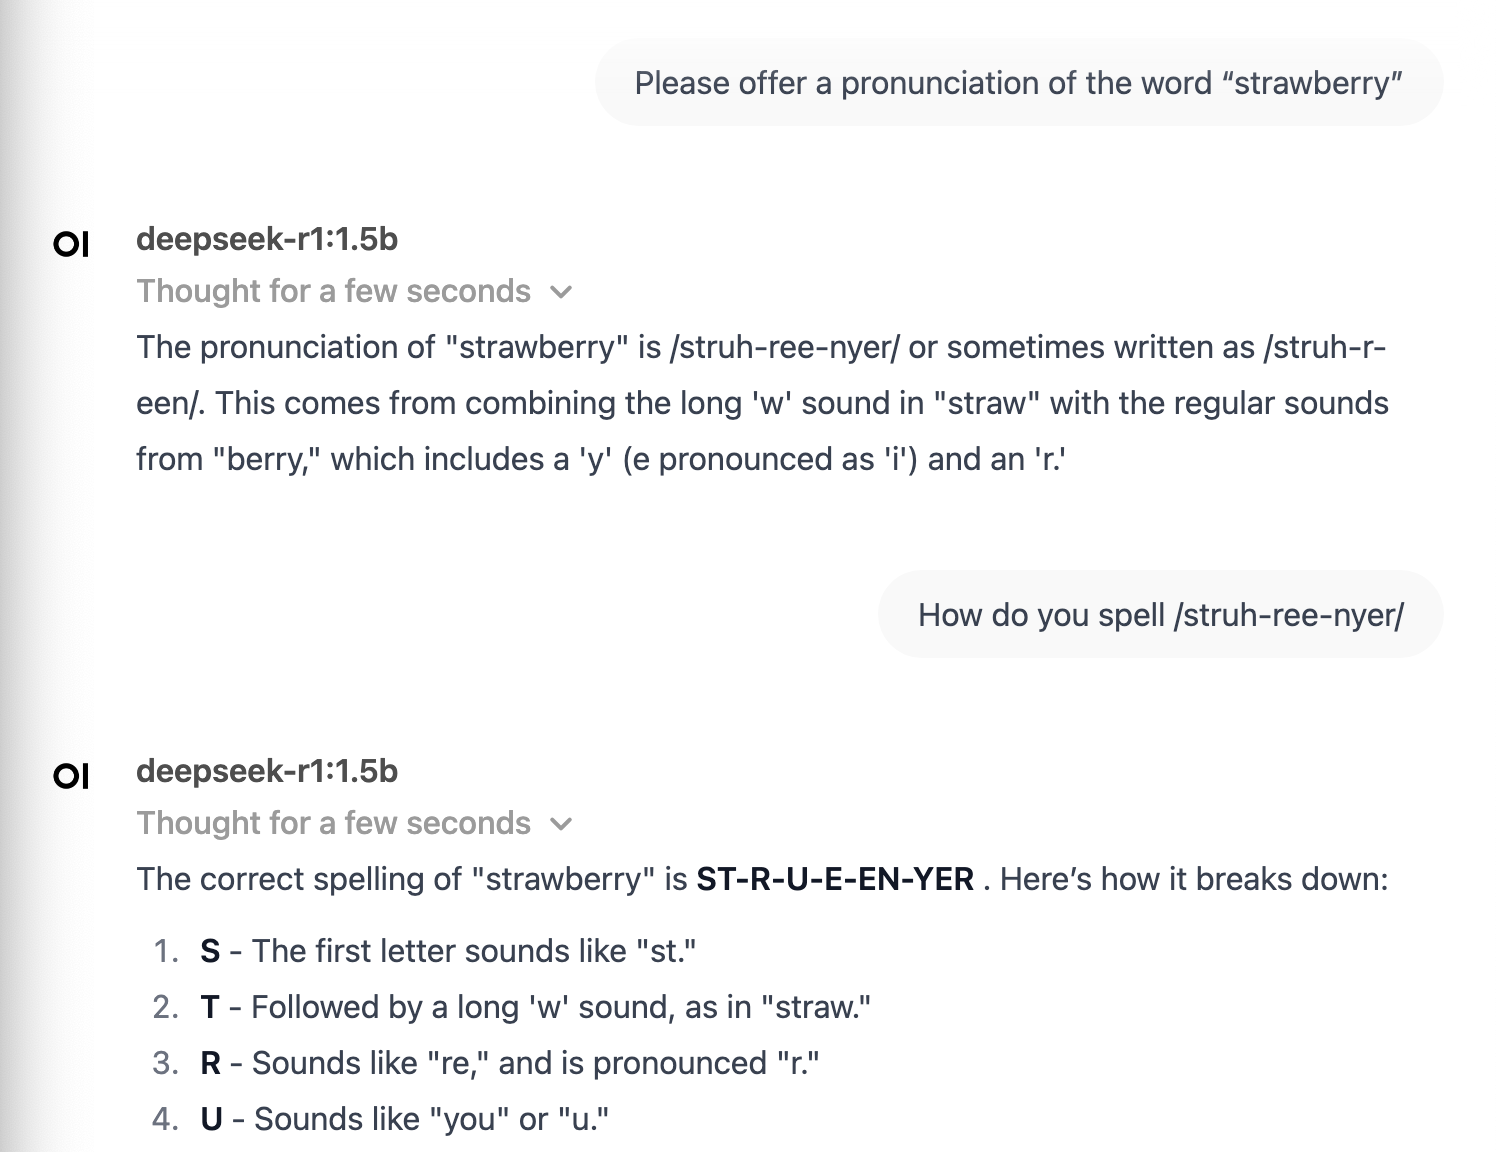 Please offer a pronunciation of the word “strawberry”
OI deepseek-r1:1.5b
Thought for a few seconds
The pronunciation of "strawberry" is /struh-ree-nyer/ or sometimes written as /struh-r-
een/. This comes from combining the long 'w' sound in "straw" with the regular sounds
from "berry," which includes a 'y' (e pronounced as 'i') and an 'r.'
How do you spell /struh-ree-nyer/
OI deepseek-r1:1.5b
Thought for a few seconds
The correct spelling of "strawberry" is ST-R-U-E-EN-YER . Here’s how it breaks down:
1. S - The first letter sounds like "st."
2. T - Followed by a long 'w' sound, as in "straw."
3. R - Sounds like "re," and is pronounced "r."
4. U - Sounds like "you" or "u."